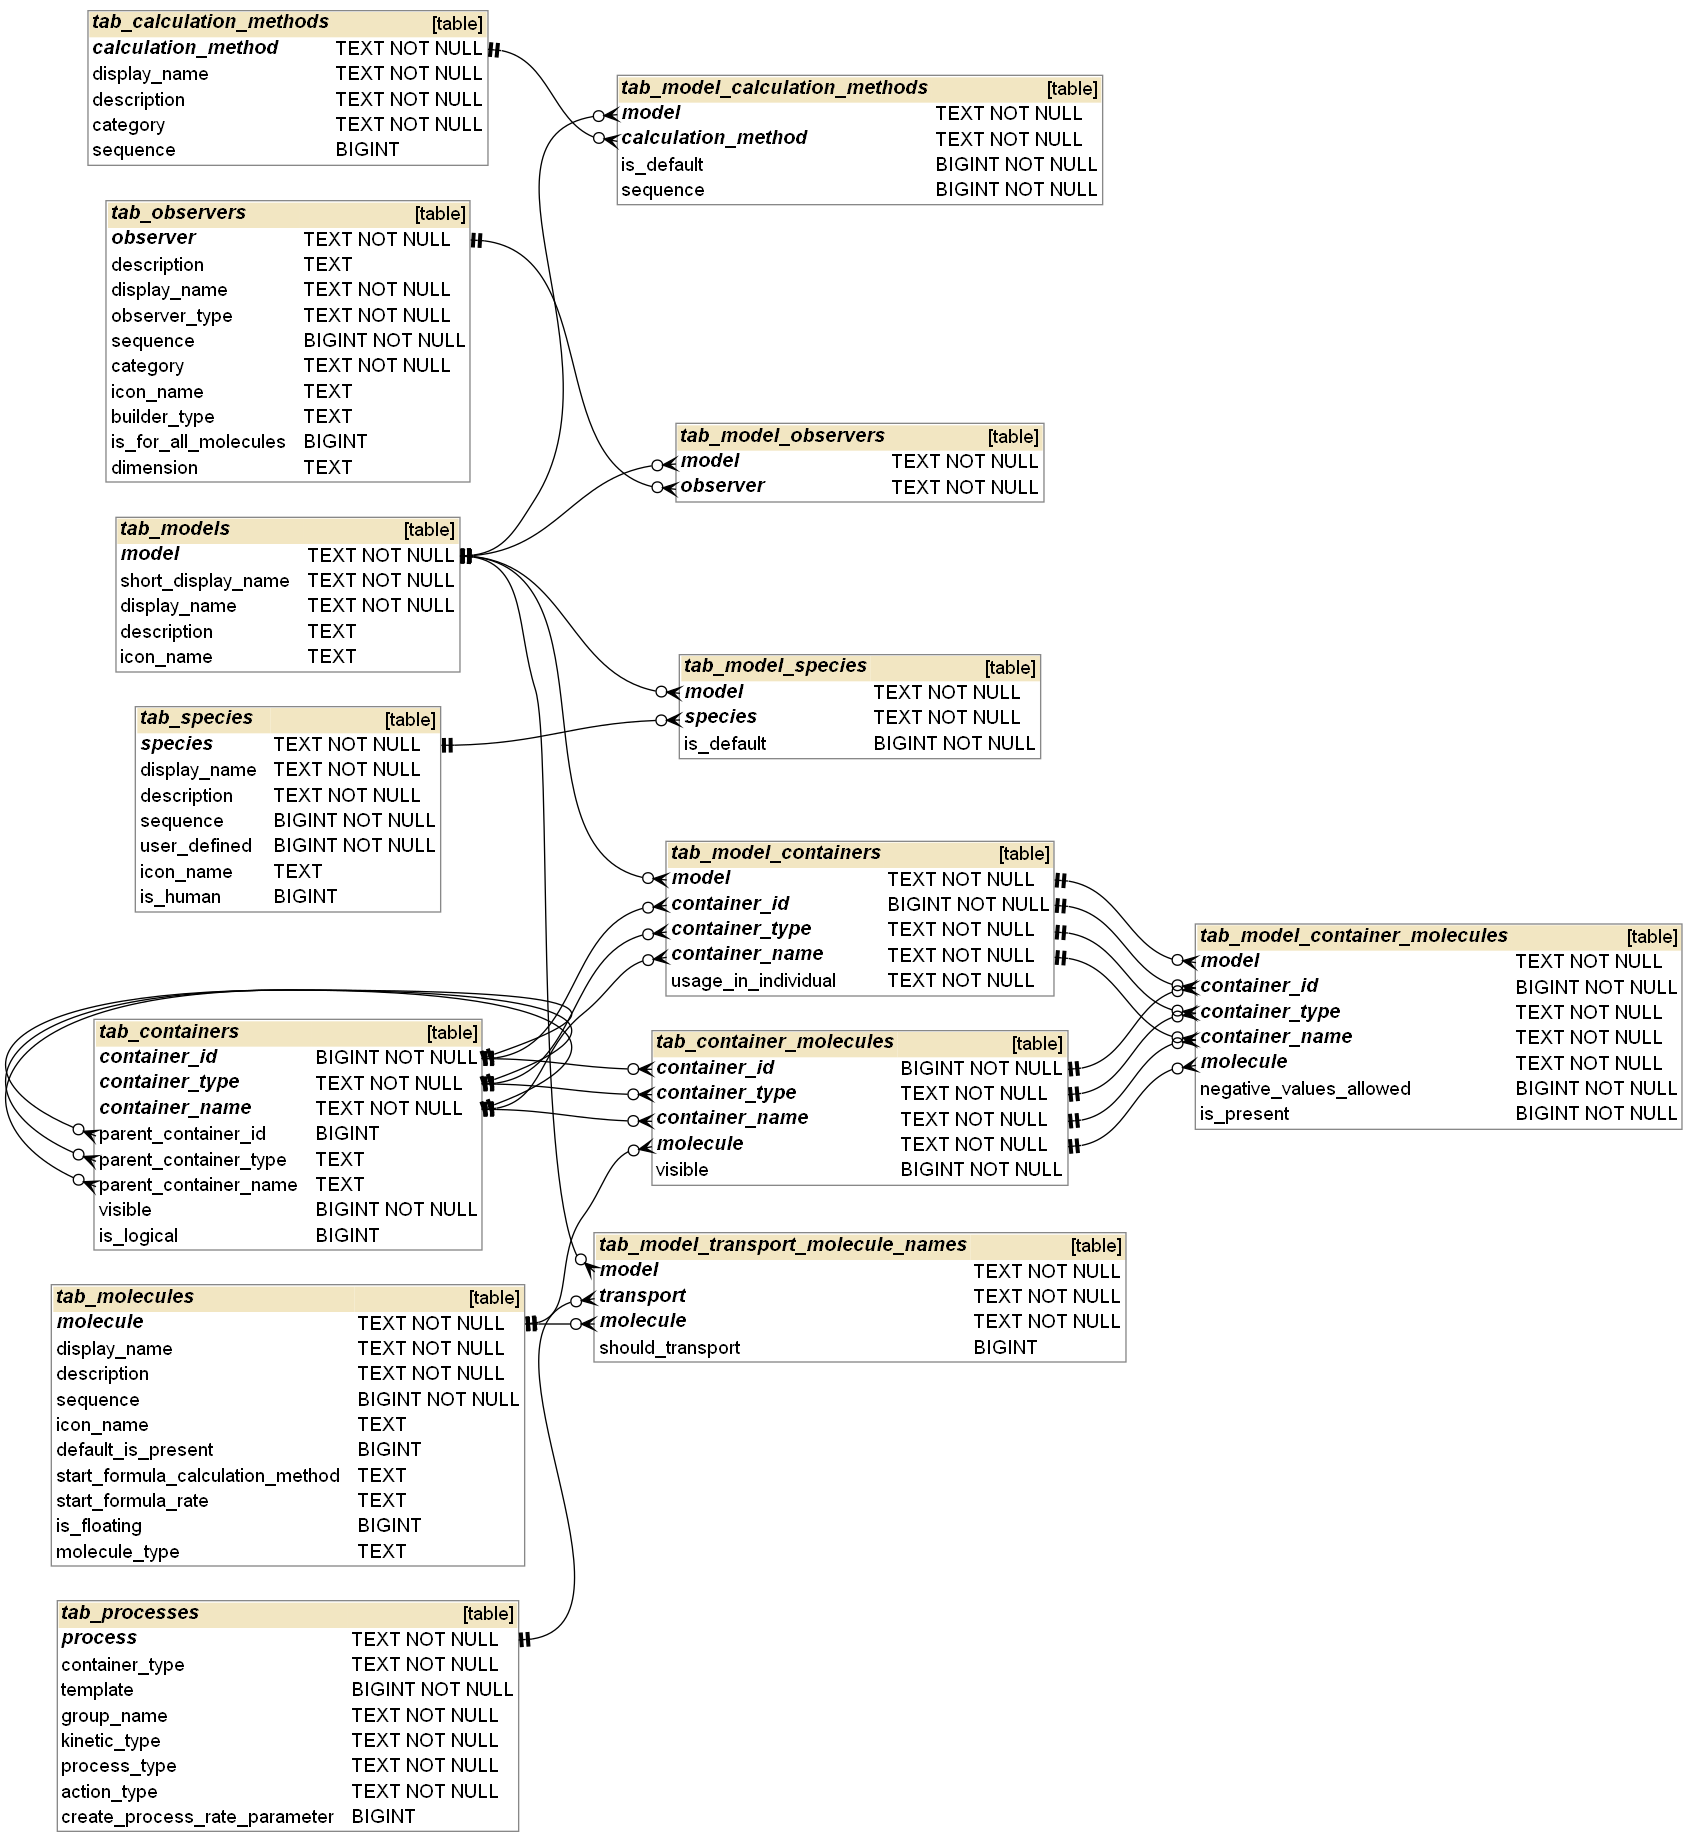 tab_calculation_methods [table]
calculation_method TEXT NOT NULL
display_name TEXT NOT NULL
description TEXT NOT NULL
category TEXT NOT NULL
sequence BIGINT
tab_model_calculation_methods [table]
model TEXT NOT NULL
calculation_method TEXT NOT NULL
is_default BIGINT NOT NULL
sequence BIGINT NOT NULL
tab_observers [table]
observer TEXT NOT NULL
description TEXT
display_name TEXT NOT NULL
observer_type TEXT NOT NULL
sequence BIGINT NOT NULL
category TEXT NOT NULL
icon_name TEXT
builder_type TEXT
is_for_all_molecules BIGINT
dimension TEXT
tab_model_observers [table]
model TEXT NOT NULL
observer TEXT NOT NULL
tab_models [table]
model TEXT NOT NULL
short_display_name TEXT NOT NULL
display_name TEXT NOT NULL
description TEXT
icon_name TEXT
tab_model_species [table]
model TEXT NOT NULL
species TEXT NOT NULL
is_default BIGINT NOT NULL
tab_species [table]
species TEXT NOT NULL
display_name TEXT NOT NULL
description TEXT NOT NULL
sequence BIGINT NOT NULL
user_defined BIGINT NOT NULL
icon_name TEXT
is_human BIGINT
tab_model_containers [table]
model TEXT NOT NULL
container_id BIGINT NOT NULL
container_type TEXT NOT NULL
container_name TEXT NOT NULL
usage_in_individual TEXT NOT NULL
tab_model_container_molecules [table]
model TEXT NOT NULL
container_id BIGINT NOT NULL
container_type TEXT NOT NULL
container_name TEXT NOT NULL
molecule TEXT NOT NULL
negative_values_allowed BIGINT NOT NULL
is_present BIGINT NOT NULL
tab_containers [table]
container_id BIGINT NOT NULL
container_type TEXT NOT NULL
container_name TEXT NOT NULL
parent_container_id BIGINT
parent_container_type TEXT
parent_container_name TEXT
visible BIGINT NOT NULL
is_logical BIGINT
tab_container_molecules [table]
container_id BIGINT NOT NULL
container_type TEXT NOT NULL
container_name TEXT NOT NULL
molecule TEXT NOT NULL
visible BIGINT NOT NULL
tab_model_transport_molecule_names [table]
model TEXT NOT NULL
transport TEXT NOT NULL
molecule TEXT NOT NULL
should_transport BIGINT
tab_molecules [table]
molecule TEXT NOT NULL
display_name TEXT NOT NULL
description TEXT NOT NULL
sequence BIGINT NOT NULL
icon_name TEXT
default_is_present BIGINT
start_formula_calculation_method TEXT
start_formula_rate TEXT
is_floating BIGINT
molecule_type TEXT
tab_processes [table]
process TEXT NOT NULL
container_type TEXT NOT NULL
template BIGINT NOT NULL
group_name TEXT NOT NULL
kinetic_type TEXT NOT NULL
process_type TEXT NOT NULL
action_type TEXT NOT NULL
create_process_rate_parameter BIGINT